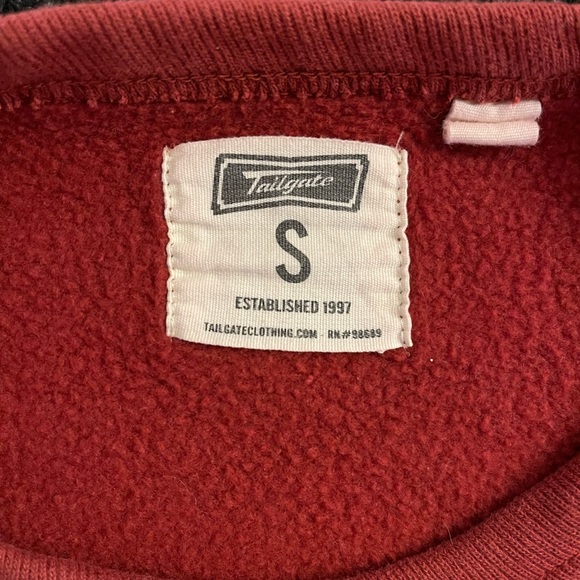 Tailgate
S
ESTABLISHED 1997
TAILGATECLOTHING.COM - RN#98689